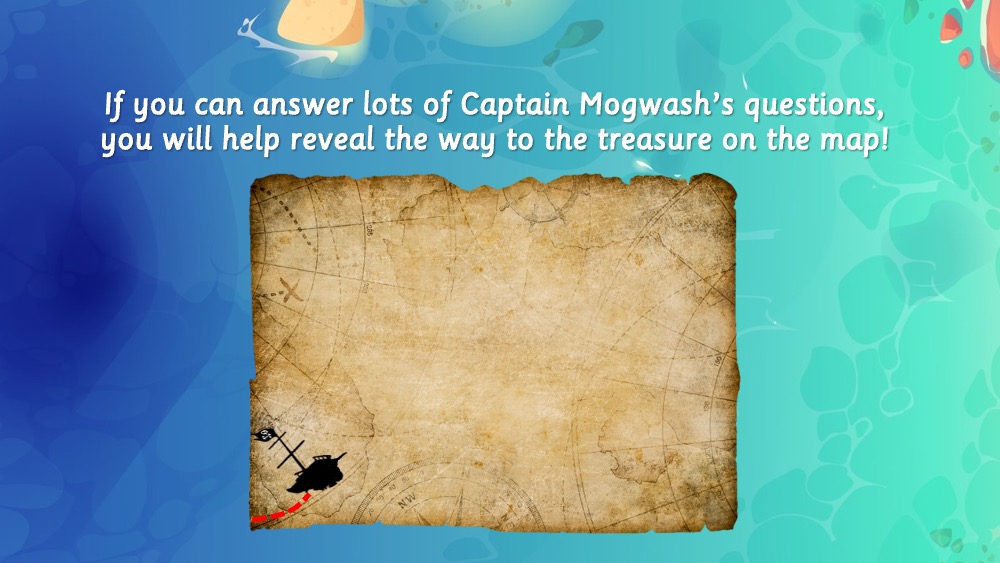 If you can answer lots of Captain Mogwash’s questions,
you will help reveal the way to the treasure on the map!
NW